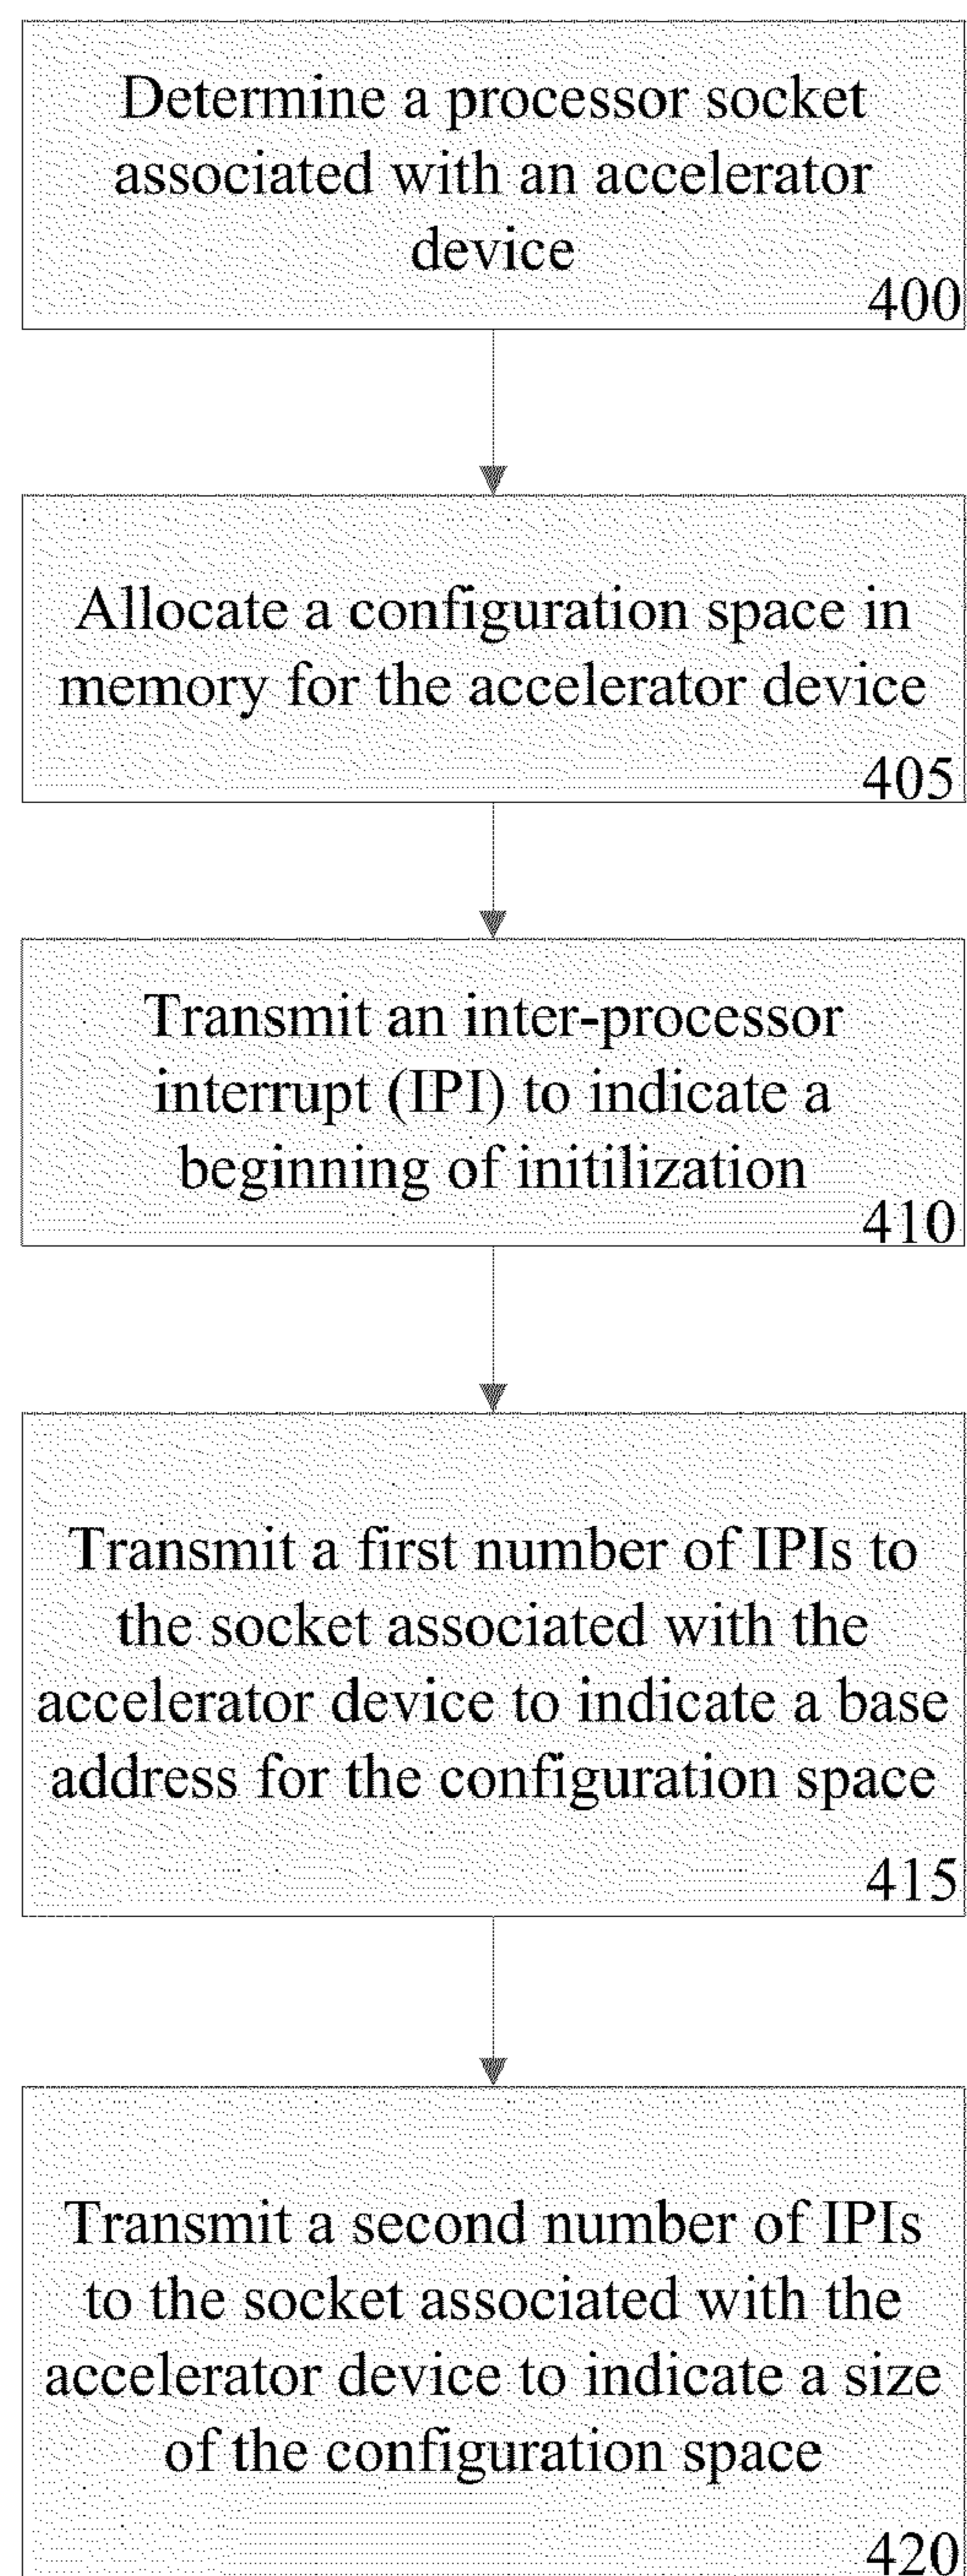 Determine a processor socket
associated with an accelerator
device
400
Allocate a configuration space in
memory for the accelerator device
405
Transmit an inter-processor
interrupt (IPI) to indicate a
beginning of initilization
410
Transmit a first number of IPIs to
the socket associated with the
accelerator device to indicate a base
address for the configuration space
415
Transmit a second number of IPIs
to the socket associated with the
accelerator device to indicate a size
of the configuration space
420